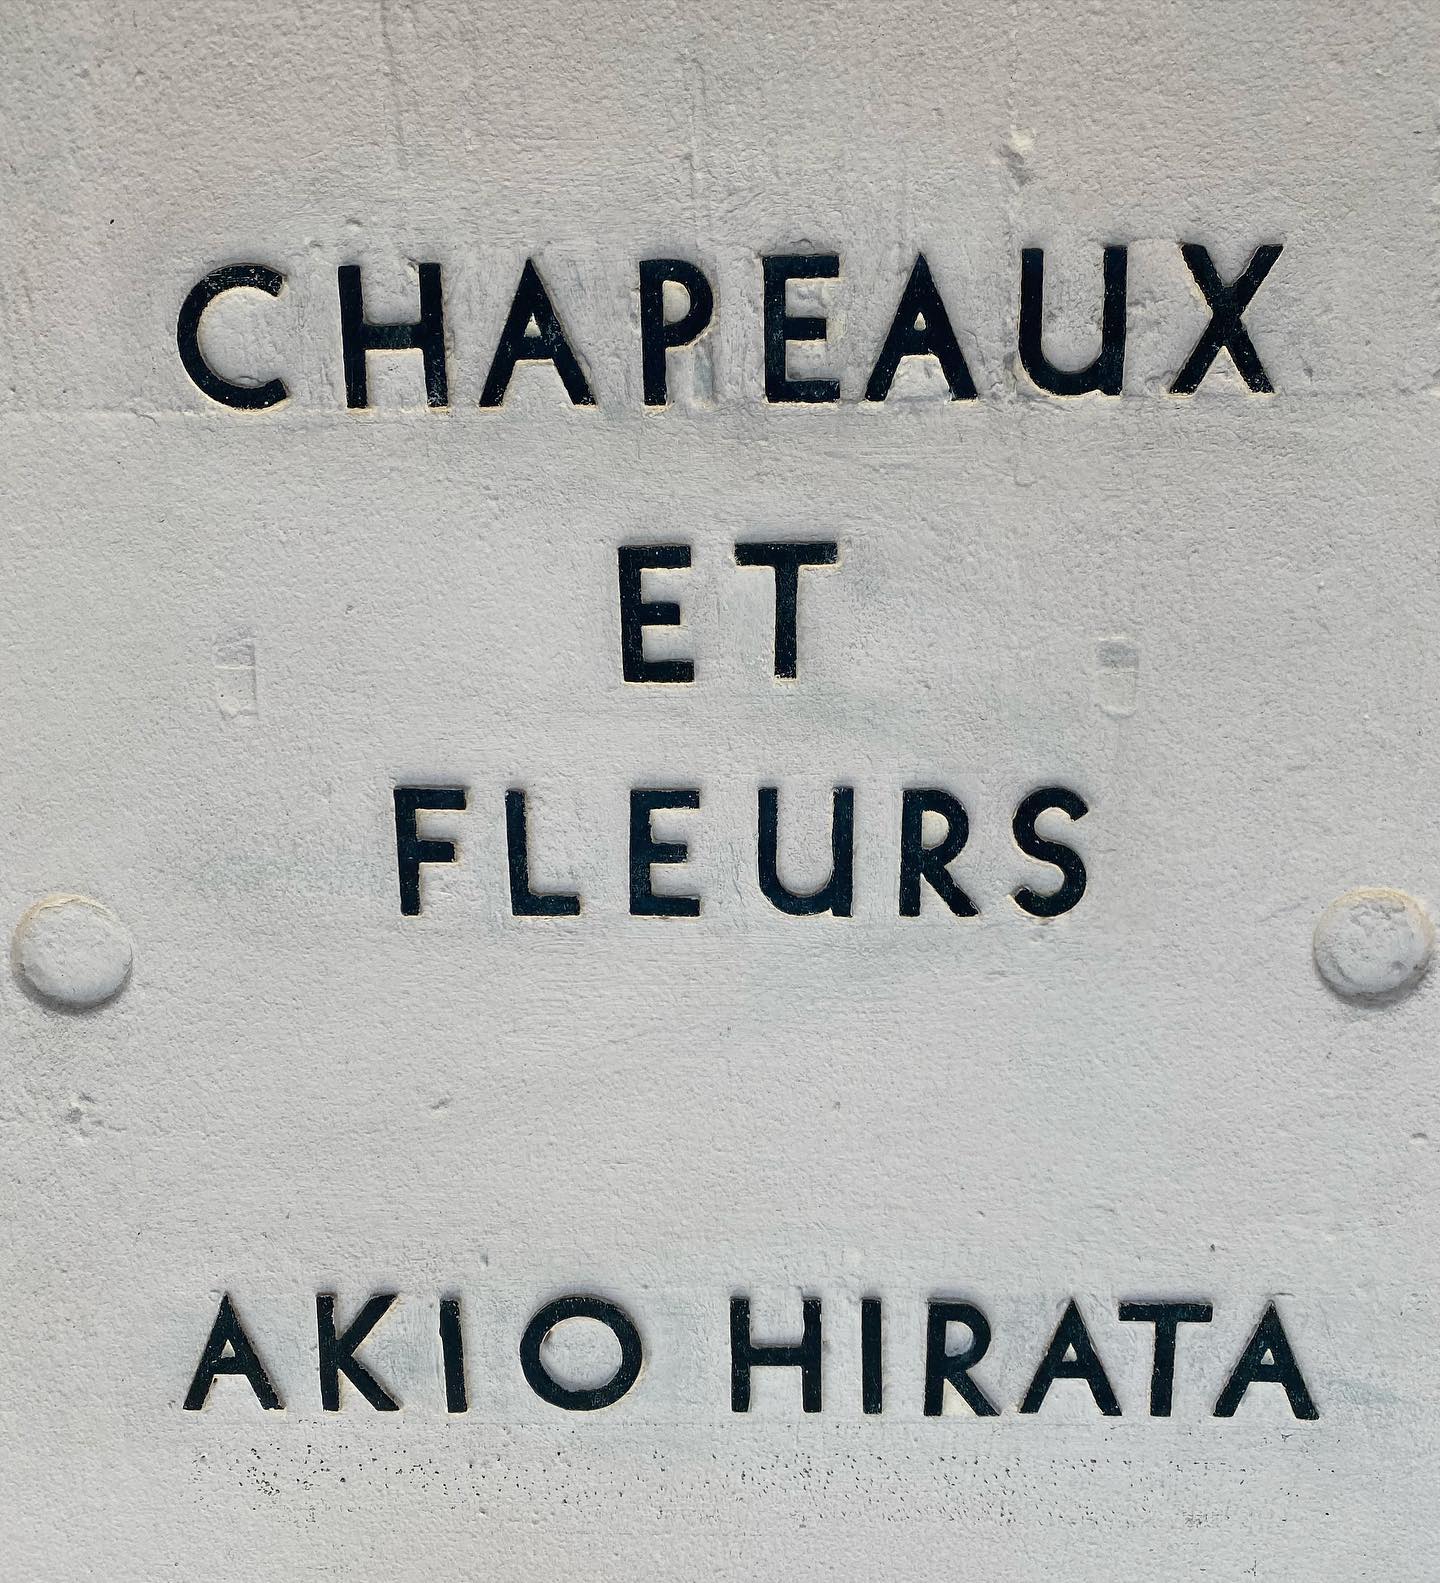 CHAPEAUX
ET
FLEURS
AKIO HIRATA